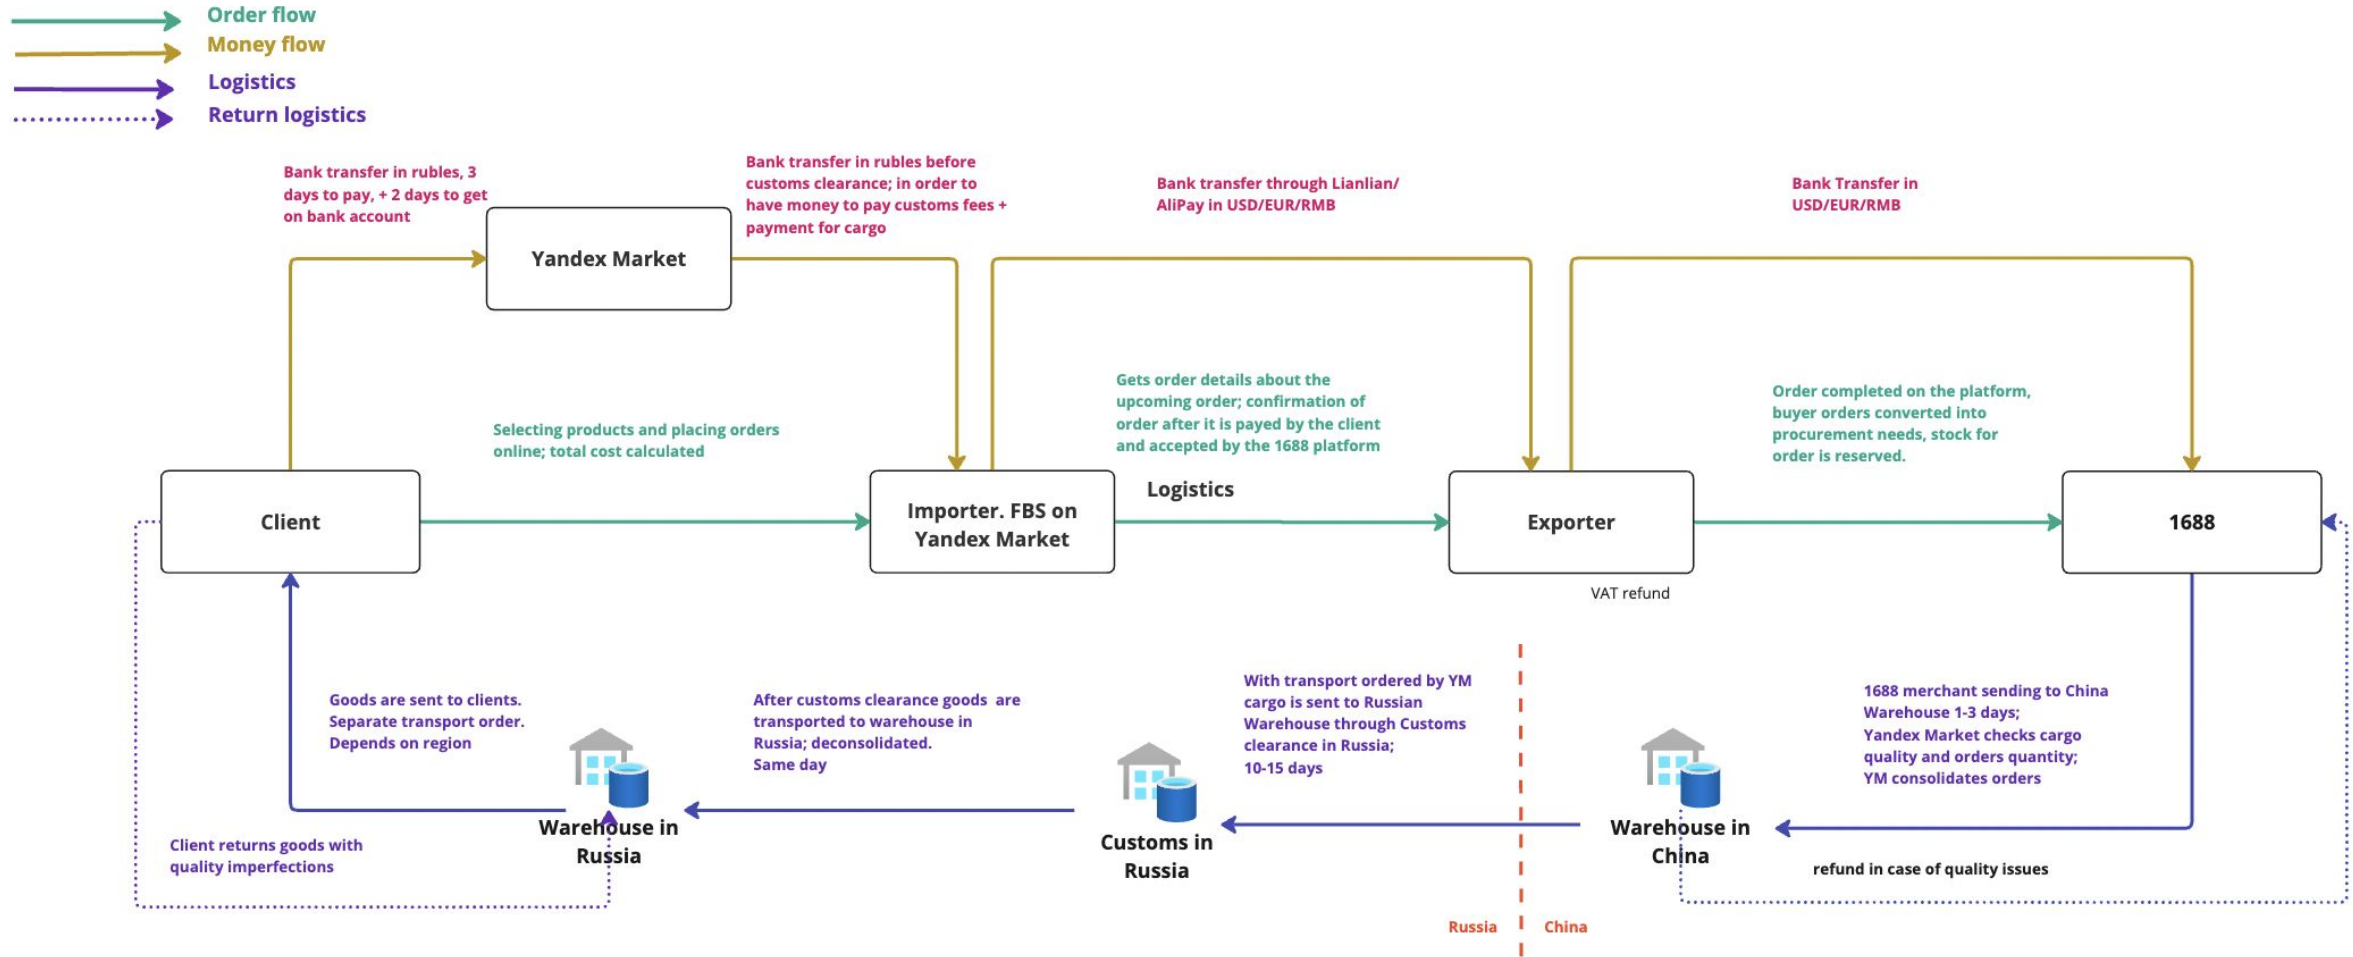 Order flow
Money flow
Logistics
Return logistics
Bank transfer in rubles, 3
days to pay, + 2 days to get
on bank account
Bank transfer in rubles before
customs clearance; in order to
have money to pay customs fees +
payment for cargo
Bank transfer through Lianlian/
AliPay in USD/EUR/RMB
Bank Transfer in
USD/EUR/RMB
Yandex Market
Selecting products and placing orders
online; total cost calculated
Gets order details about the
upcoming order; confirmation of
order after it is payed by the client
and accepted by the 1688 platform
Order completed on the platform,
buyer orders converted into
procurement needs, stock for
order is reserved.
Client
Importer. FBS on
Yandex Market
Logistics
Exporter
1688
VAT refund
Goods are sent to clients.
Separate transport order.
Depends on region
After customs clearance goods are
transported to warehouse in
Russia; deconsolidated.
Same day
With transport ordered by YM
cargo is sent to Russian
Warehouse through Customs
clearance in Russia;
10-15 days
1688 merchant sending to China
Warehouse 1-3 days;
Yandex Market checks cargo
quality and orders quantity;
YM consolidates orders
Warehouse in
Russia
Customs in
Russia
Warehouse in
China
Client returns goods with
quality imperfections
refund in case of quality issues
Russia
China